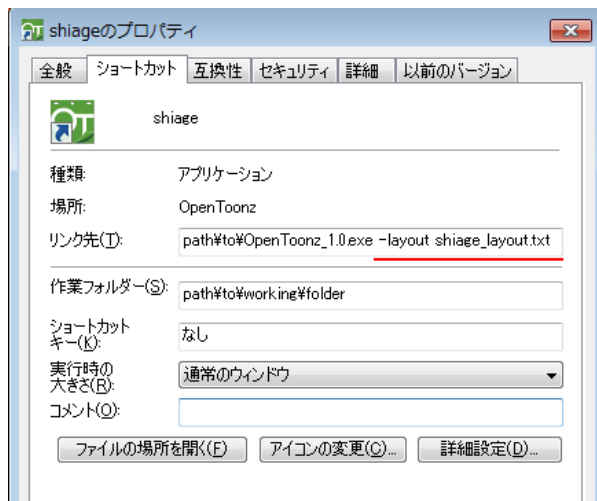 shiageのプロパティ
全般 ショートカット 互換性 セキュリティ 詳細 以前のバージョン
shiage
種類: アプリケーション
場所: OpenToonz
リンク先(T): path¥to¥OpenToonz_1.0.exe -layout shiage_layout.txt
作業フォルダー(S): path¥to¥working¥folder
ショートカット
キー(K): なし
実行時の
大きさ(R): 通常のウィンドウ
コメント(O):
ファイルの場所を開く(F) アイコンの変更(C)... 詳細設定(D)...